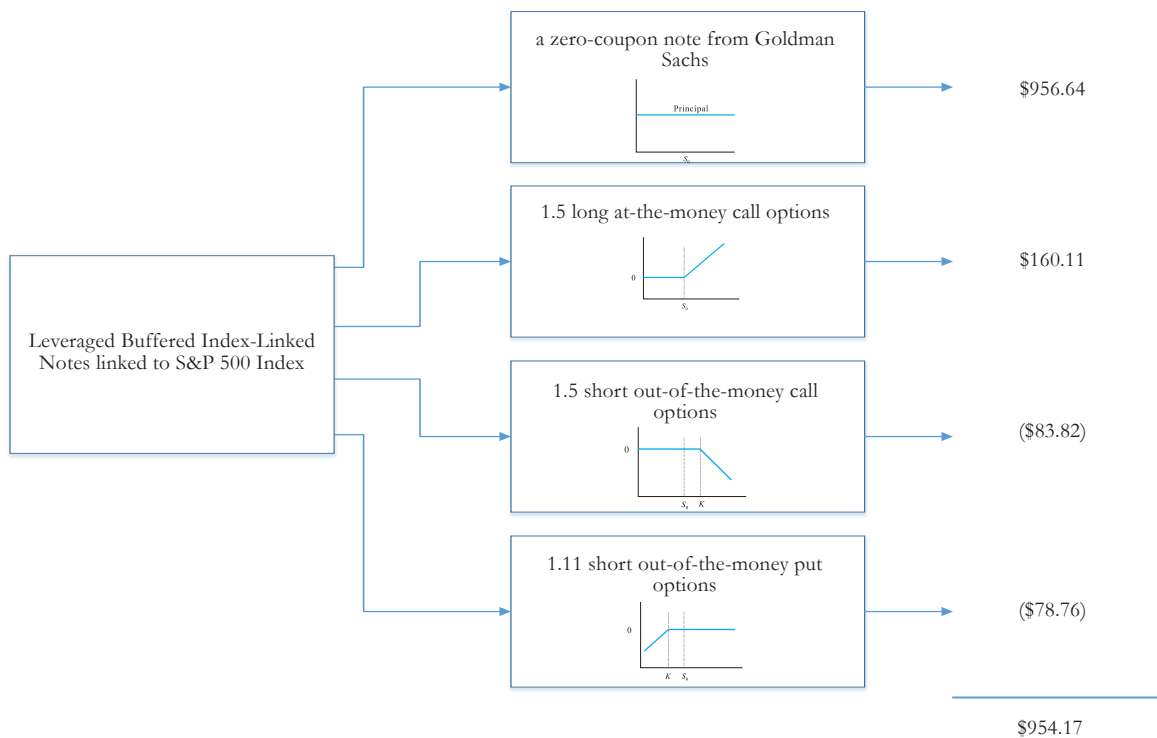 a zero-coupon note from Goldman
Sachs
Principal
S₀
$956.64
1.5 long at-the-money call options
0
S₀
$160.11
Leveraged Buffered Index-Linked
Notes linked to S&P 500 Index
1.5 short out-of-the-money call
options
0
S₀ K
($83.82)
1.11 short out-of-the-money put
options
0
K S₀
($78.76)
$954.17